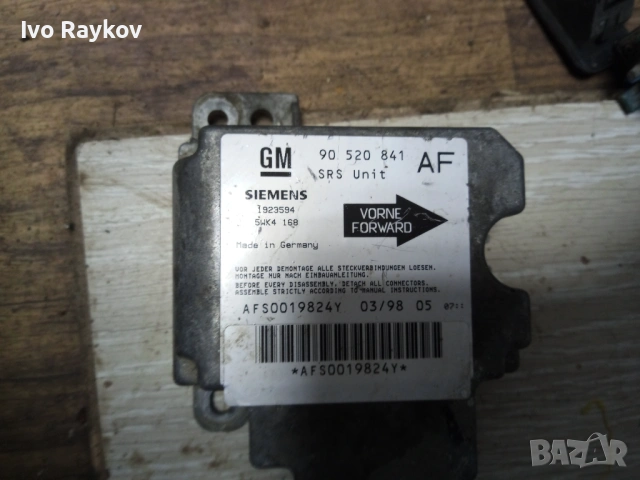 Ivo Raykov
GM 90 520 841 AF
SRS Unit
SIEMENS
1923594
5WK4 168
VORNE
FORWARD
Made in Germany
VOR JEDER DEMONTAGE ALLE STECKVERBINDUNGEN LOESEN.
MONTAGE NUR NACH EINBAUANLEITUNG.
BEFORE EVERY DISASSEMBLY, DETACH ALL CONNECTORS.
ASSEMBLE STRICTLY ACCORDING TO MANUAL INSTRUCTIONS.
AFS0019824Y 03/98 05
*AFS0019824Y*
BAZAR
bg